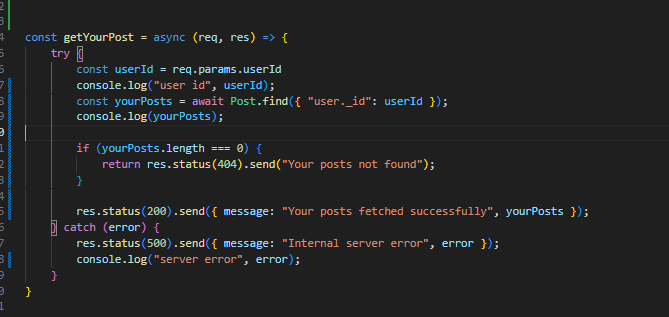 2
3
4 const getYourPost = async (req, res) => {
5 try {
6 const userId = req.params.userId
7 console.log("user id", userId);
8 const yourPosts = await Post.find({ "user._id": userId });
9 console.log(yourPosts);
0
1 if (yourPosts.length === 0) {
2 return res.status(404).send("Your posts not found");
3 }
4
5 res.status(200).send({ message: "Your posts fetched successfully", yourPosts });
6 } catch (error) {
7 res.status(500).send({ message: "Internal server error", error });
8 console.log("server error", error);
9 }
0 }
1